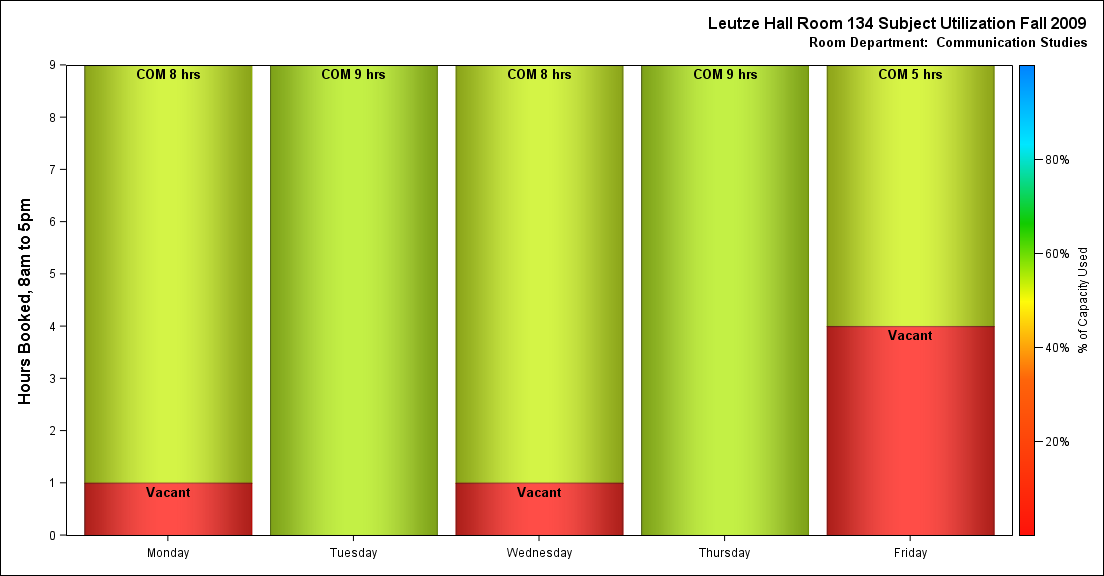 Leutze Hall Room 134 Subject Utilization Fall 2009
Room Department:  Communication Studies
Hours Booked, 8am to 5pm
9
8
7
6
5
4
3
2
1
0
COM 8 hrs
COM 9 hrs
COM 8 hrs
COM 9 hrs
COM 5 hrs
Vacant
Vacant
Vacant
Monday
Tuesday
Wednesday
Thursday
Friday
80%
60%
40%
20%
% of Capacity Used